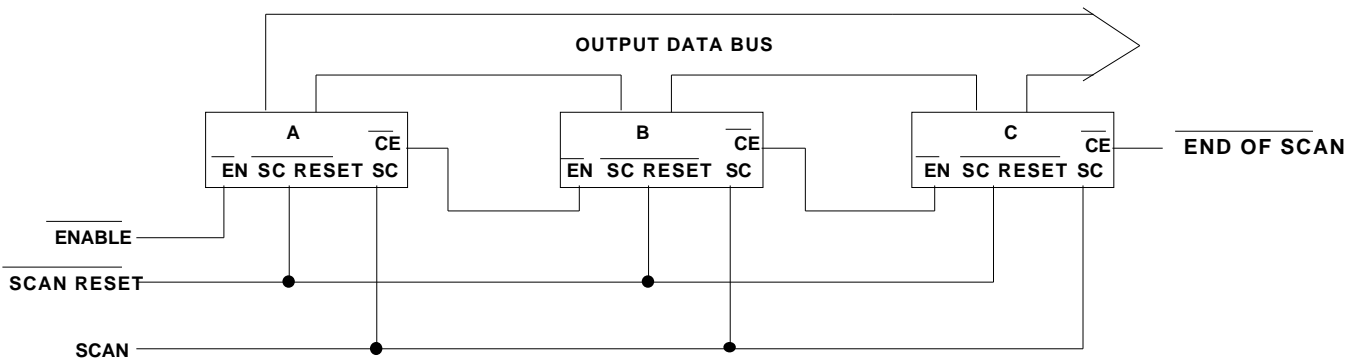 OUTPUT DATA BUS
A
CE
EN SC RESET SC
B
CE
EN SC RESET SC
C
CE
EN SC RESET SC
END OF SCAN
ENABLE
SCAN RESET
SCAN